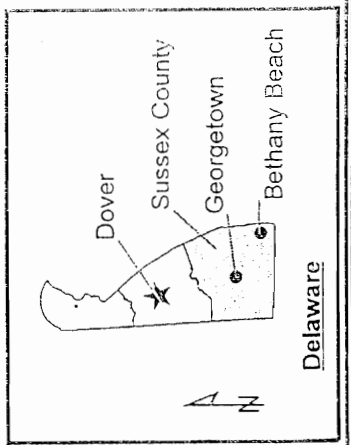 Dover
Sussex County
Georgetown
Bethany Beach
Delaware
N